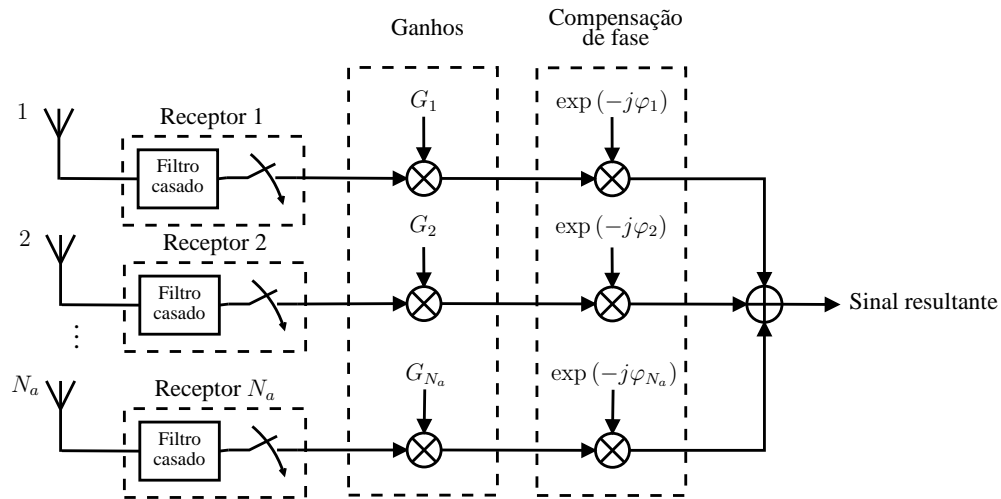 Ganhos
Compensação
de fase
1
Receptor 1
Filtro
casado
G_1
exp (−jφ_1)
2
Receptor 2
Filtro
casado
G_2
exp (−jφ_2)
Sinal resultante
⋮
N_a
Receptor N_a
Filtro
casado
G_{N_a}
exp (−jφ_{N_a})